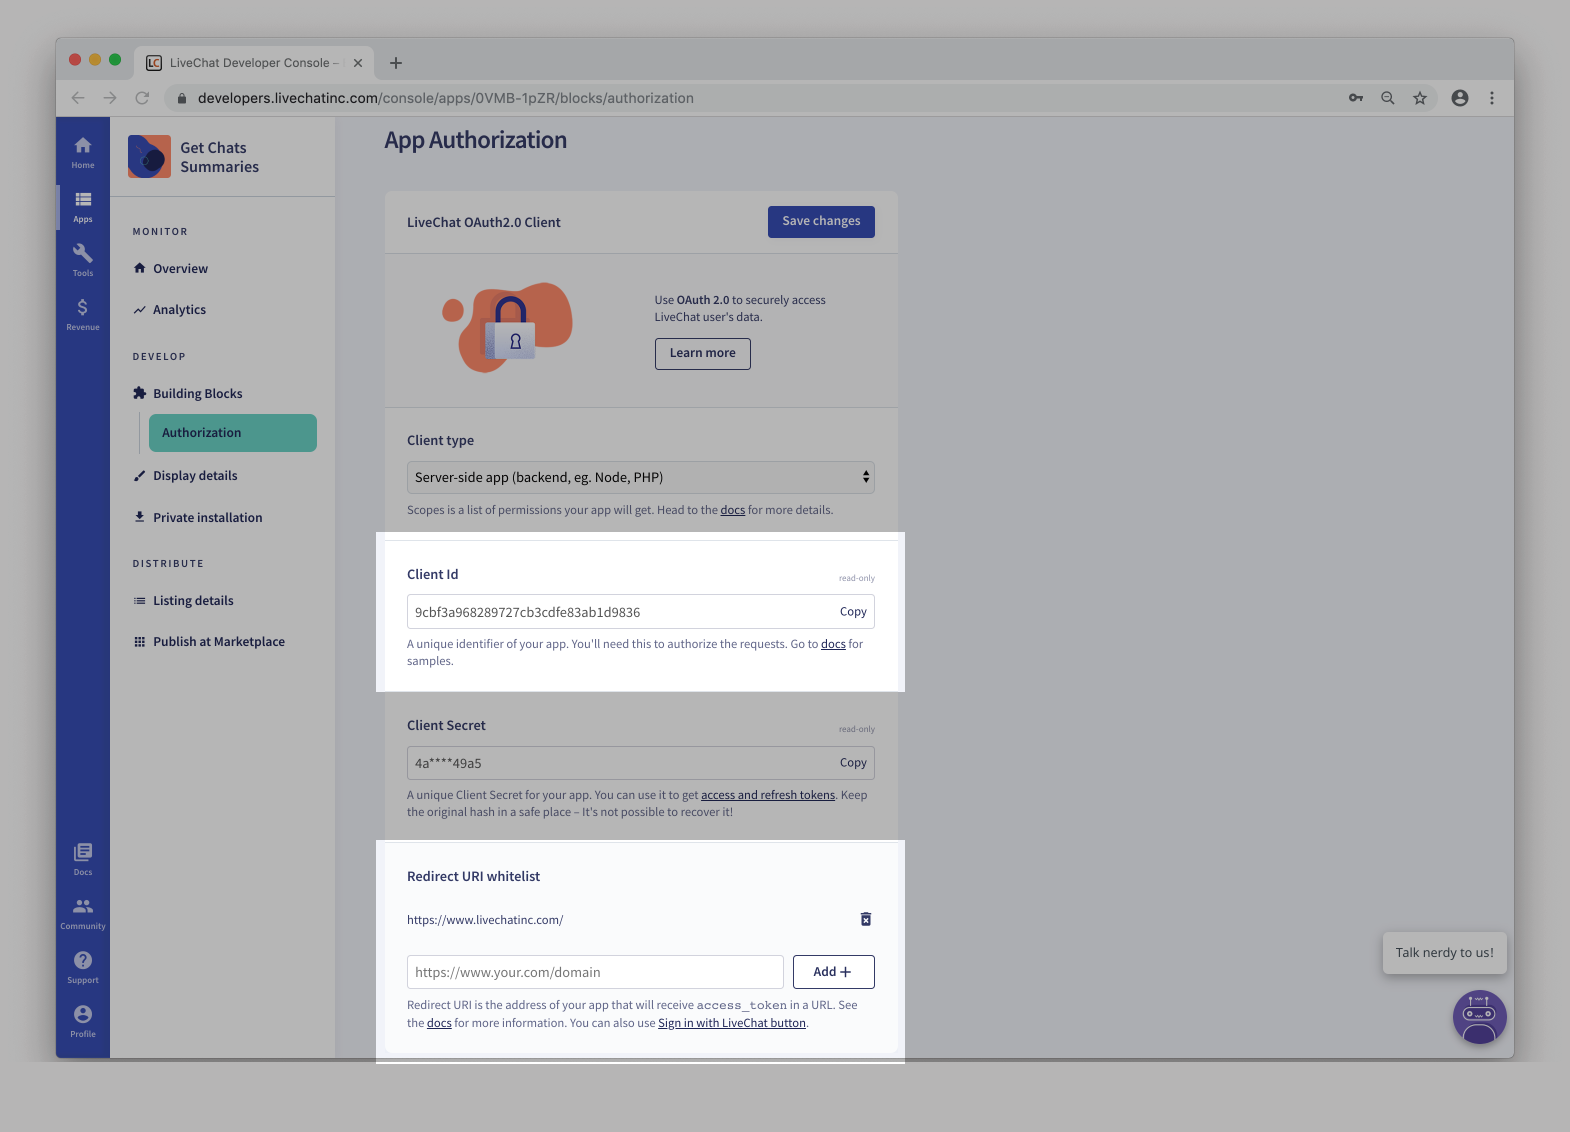 LC LiveChat Developer Console –
developers.livechatinc.com/console/apps/0VMB-1pZR/blocks/authorization
Home
Apps
Tools
Revenue
Docs
Community
Support
Profile
Get Chats
Summaries
MONITOR
Overview
Analytics
DEVELOP
Building Blocks
Authorization
Display details
Private installation
DISTRIBUTE
Listing details
Publish at Marketplace
App Authorization
LiveChat OAuth2.0 Client
Save changes
Use OAuth 2.0 to securely access
LiveChat user's data.
Learn more
Client type
Server-side app (backend, eg. Node, PHP)
Scopes is a list of permissions your app will get. Head to the docs for more details.
Client Id
read-only
9cbf3a968289727cb3cdfe83ab1d9836
Copy
A unique identifier of your app. You'll need this to authorize the requests. Go to docs for
samples.
Client Secret
read-only
4a****49a5
Copy
A unique Client Secret for your app. You can use it to get access and refresh tokens. Keep
the original hash in a safe place – It's not possible to recover it!
Redirect URI whitelist
https://www.livechatinc.com/
https://www.your.com/domain
Add +
Redirect URI is the address of your app that will receive access_token in a URL. See
the docs for more information. You can also use Sign in with LiveChat button.
Talk nerdy to us!